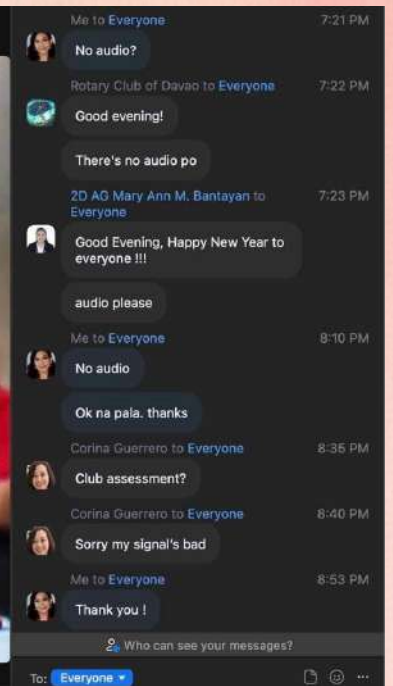 Me to Everyone 7:21 PM
No audio?
Rotary Club of Davao to Everyone 7:22 PM
Good evening!
There's no audio po
2D AG Mary Ann M. Bantayan to 7:23 PM
Everyone
Good Evening, Happy New Year to
everyone !!!
audio please
Me to Everyone 8:10 PM
No audio
Ok na pala. thanks
Corina Guerrero to Everyone 8:35 PM
Club assessment?
Corina Guerrero to Everyone 8:40 PM
Sorry my signal's bad
Me to Everyone 8:53 PM
Thank you !
Who can see your messages?
To: Everyone